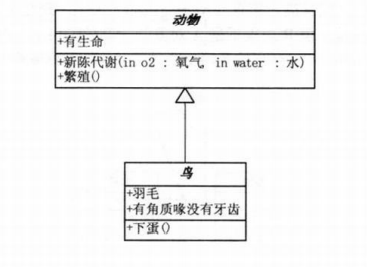 动物
+有生命
+新陈代谢(in o2 : 氧气, in water : 水)
+繁殖()
鸟
+羽毛
+有角质喙没有牙齿
+下蛋()